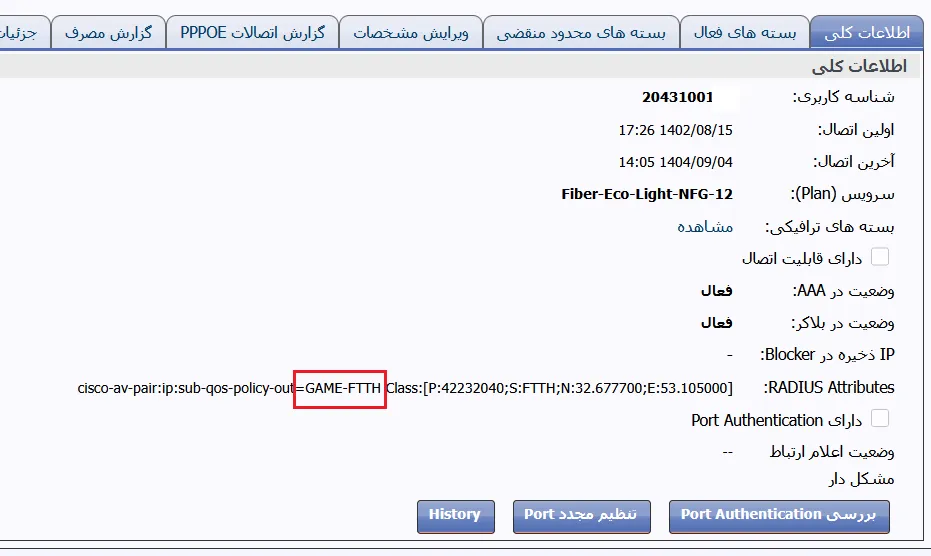 اطلاعات کلی بسته های فعال بسته های محدود منقضی ویرایش مشخصات گزارش اتصالات PPPOE گزارش مصرف جزئیات
اطلاعات کلی
شناسه کاربری: 20431001
اولین اتصال: 1402/08/15 17:26
آخرین اتصال: 1404/09/04 14:05
سرویس (Plan): Fiber-Eco-Light-NFG-12
بسته های ترافیکی: مشاهده
دارای قابلیت اتصال
وضعیت در AAA: فعال
وضعیت در بلاکر: فعال
IP ذخیره در Blocker: -
RADIUS Attributes: cisco-av-pair:ip:sub-qos-policy-out=GAME-FTTH Class:[P:42232040;S:FTTH;N:32.677700;E:53.105000]
دارای Port Authentication
وضعیت اعلام ارتباط --
مشکل دار
بررسی Port Authentication تنظیم مجدد Port History